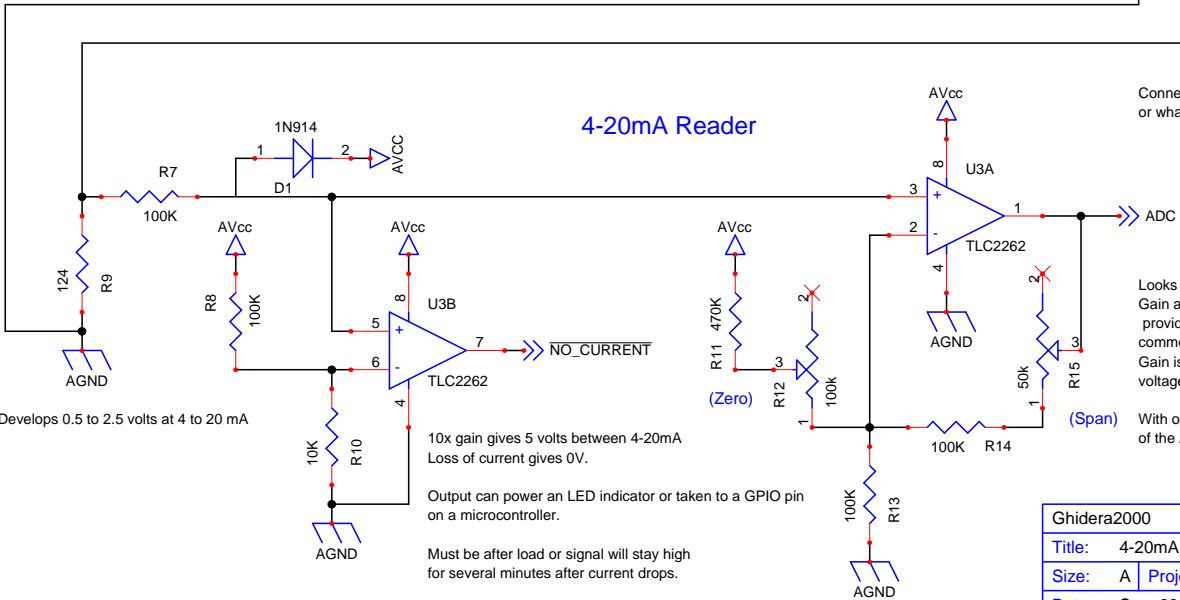 4-20mA Reader
Conne
or wha
AVcc
1N914
1
2
AVCC
D1
R7
100K
124
R9
AGND
Develops 0.5 to 2.5 volts at 4 to 20 mA
AVcc
R8
100K
AVcc
8
U3B
5
+
6
-
7
NO_CURRENT
TLC2262
4
10K
R10
AGND
10x gain gives 5 volts between 4-20mA
Loss of current gives 0V.
Output can power an LED indicator or taken to a GPIO pin
on a microcontroller.
Must be after load or signal will stay high
for several minutes after current drops.
8
U3A
3
+
2
-
1
ADC
TLC2262
4
AGND
AVcc
R11
470K
2
3
R12
100k
1
(Zero)
2
3
R15
50k
1
(Span)
100K
R14
100K
R13
AGND
Looks
Gain a
provid
comme
Gain is
voltage
With o
of the
Ghidera2000
Title: 4-20mA
Size: A Proje